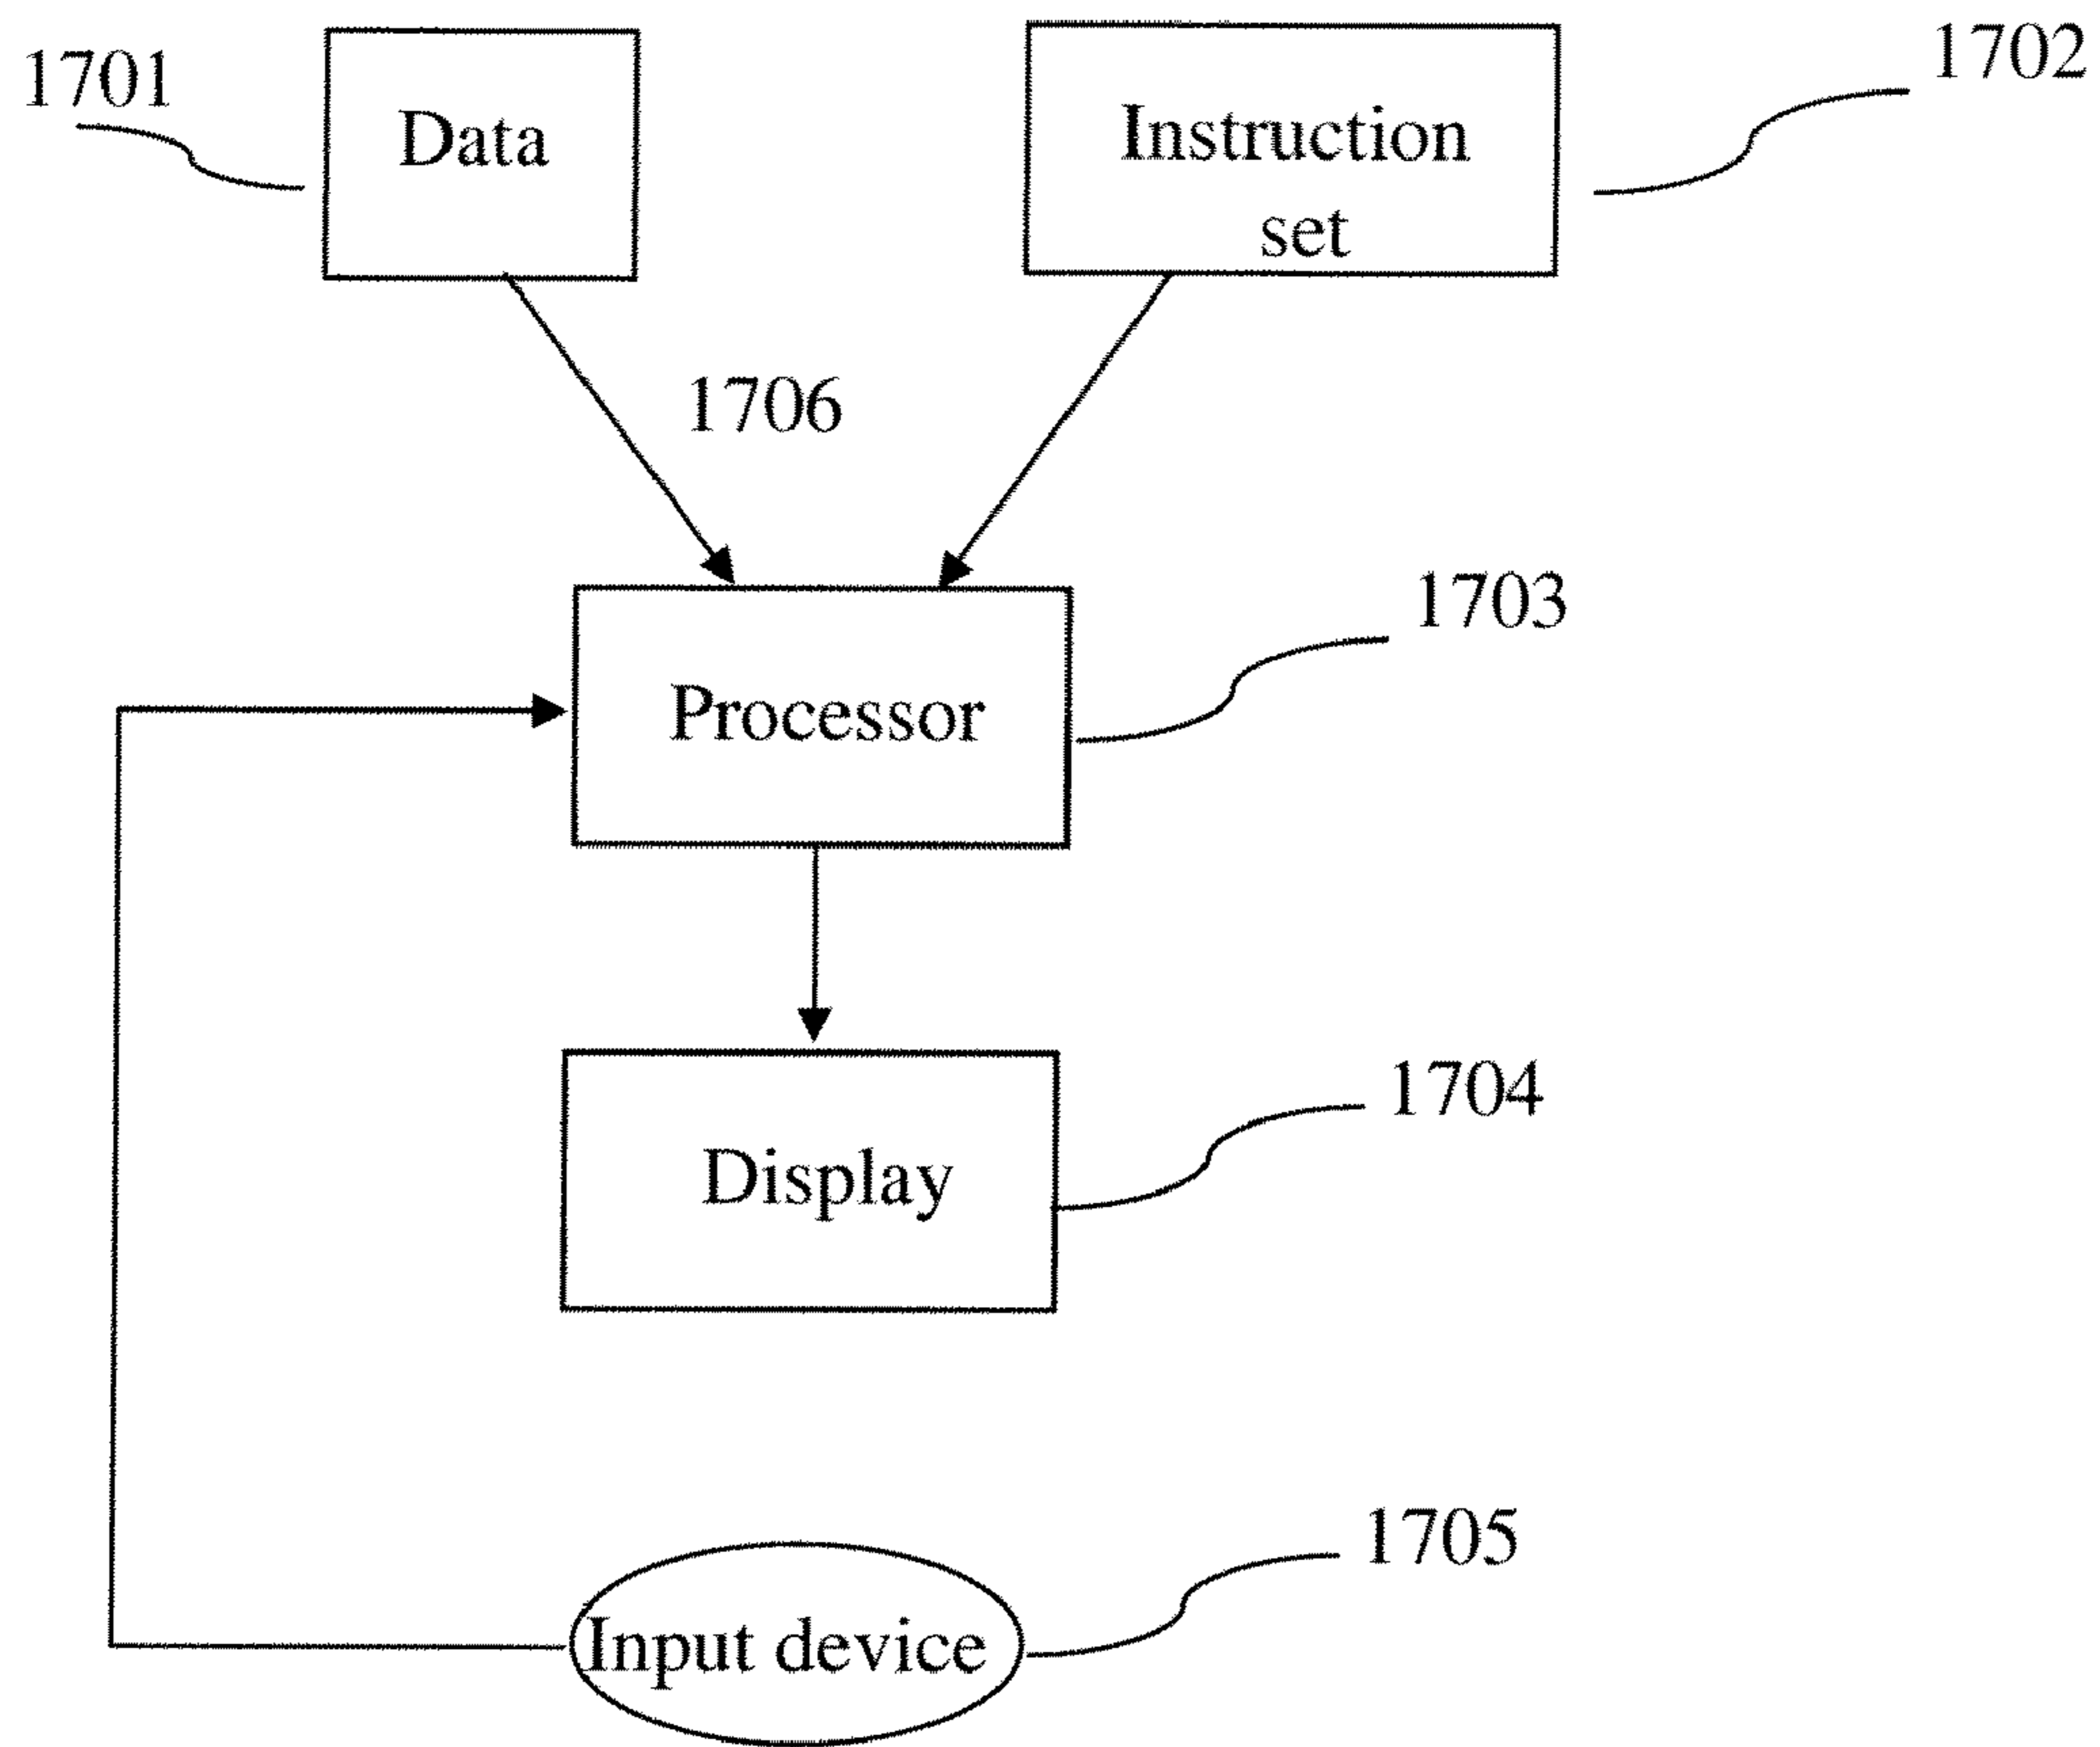 1701
Data
Instruction
set
1702
1706
1703
Processor
1704
Display
1705
Input device